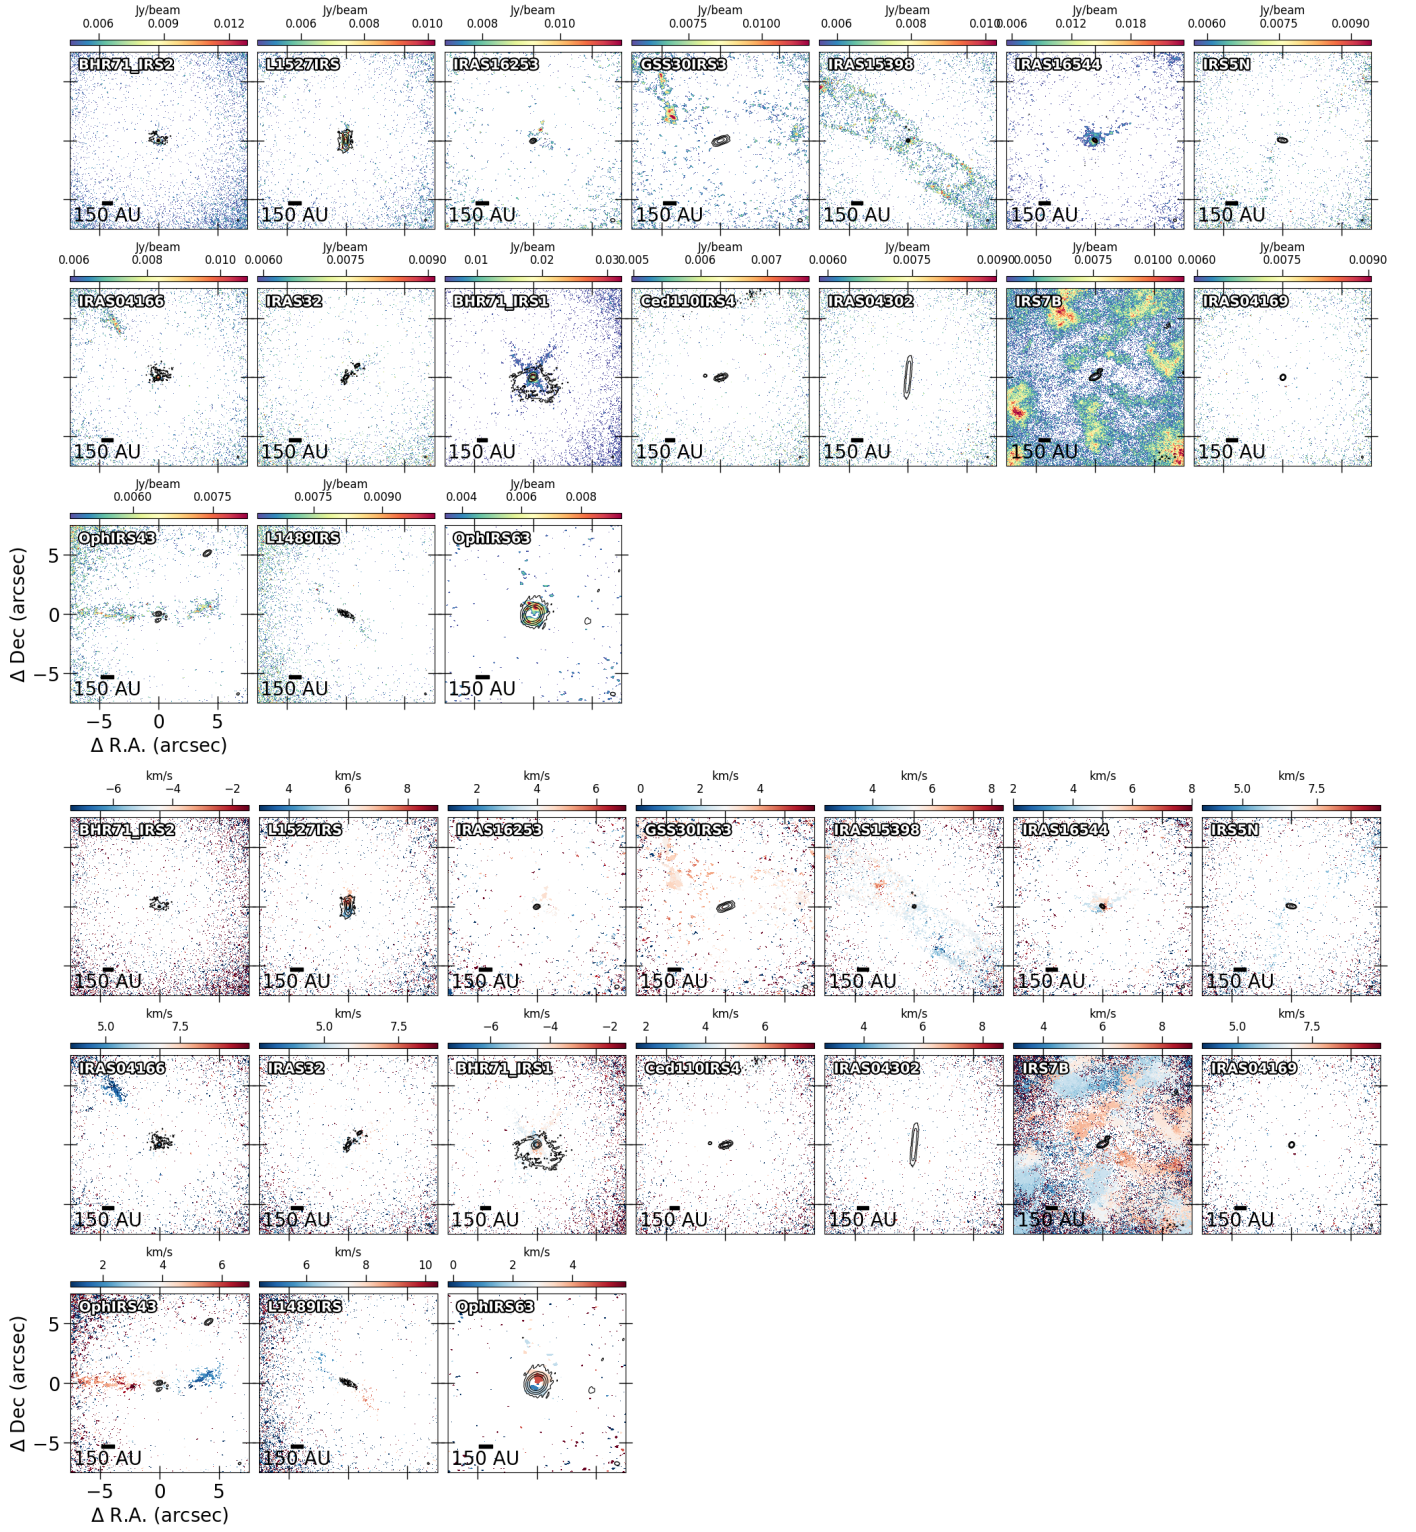 Jy/beam Jy/beam Jy/beam Jy/beam Jy/beam Jy/beam Jy/beam
0.006 0.009 0.012 0.006 0.008 0.010 0.008 0.010 0.0075 0.0100 0.006 0.008 0.010 0.006 0.012 0.018 0.0060 0.0075 0.0090
BHR71_IRS2 L1527IRS IRAS16253 GSS30IRS3 IRAS15398 IRAS16544 IRS5N
150 AU 150 AU 150 AU 150 AU 150 AU 150 AU 150 AU
Jy/beam Jy/beam Jy/beam Jy/beam Jy/beam Jy/beam Jy/beam
0.006 0.008 0.010 0.0060 0.0075 0.0090 0.01 0.02 0.03 0.005 0.006 0.007 0.0060 0.0075 0.0090 0.0050 0.0075 0.0100 0.0060 0.0075 0.0090
IRAS04166 IRAS32 BHR71_IRS1 Ced110IRS4 IRAS04302 IRS7B IRAS04169
150 AU 150 AU 150 AU 150 AU 150 AU 150 AU 150 AU
Jy/beam Jy/beam Jy/beam
0.0060 0.0075 0.0075 0.0090 0.004 0.006 0.008
OphIRS43 L1489IRS OphIRS63
5
0
−5
Δ Dec (arcsec)
150 AU 150 AU 150 AU
−5 0 5
Δ R.A. (arcsec)
km/s km/s km/s km/s km/s km/s km/s
−6 −4 −2 4 6 8 2 4 6 0 2 4 4 6 8 2 4 6 8 5.0 7.5
BHR71_IRS2 L1527IRS IRAS16253 GSS30IRS3 IRAS15398 IRAS16544 IRS5N
150 AU 150 AU 150 AU 150 AU 150 AU 150 AU 150 AU
km/s km/s km/s km/s km/s km/s km/s
5.0 7.5 5.0 7.5 −6 −4 −2 2 4 6 4 6 8 4 6 8 5.0 7.5
IRAS04166 IRAS32 BHR71_IRS1 Ced110IRS4 IRAS04302 IRS7B IRAS04169
150 AU 150 AU 150 AU 150 AU 150 AU 150 AU 150 AU
km/s km/s km/s
2 4 6 6 8 10 0 2 4
OphIRS43 L1489IRS OphIRS63
5
0
−5
Δ Dec (arcsec)
150 AU 150 AU 150 AU
−5 0 5
Δ R.A. (arcsec)